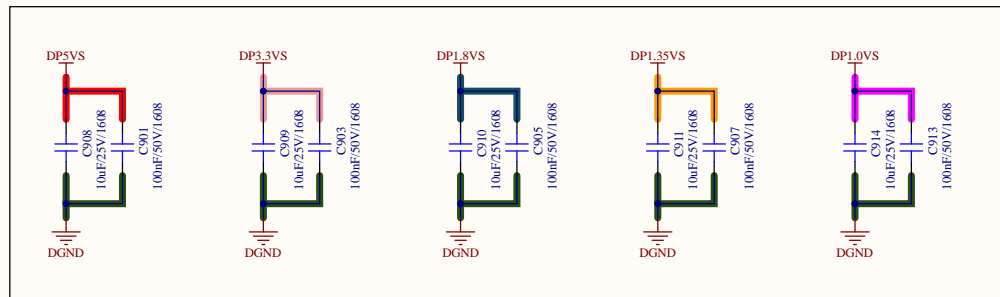 DP5VS
C908
10uF/25V/1608
C901
100nF/50V/1608
DGND
DP3.3VS
C909
10uF/25V/1608
C903
100nF/50V/1608
DGND
DP1.8VS
C910
10uF/25V/1608
C905
100nF/50V/1608
DGND
DP1.35VS
C911
10uF/25V/1608
C907
100nF/50V/1608
DGND
DP1.0VS
C914
10uF/25V/1608
C913
100nF/50V/1608
DGND